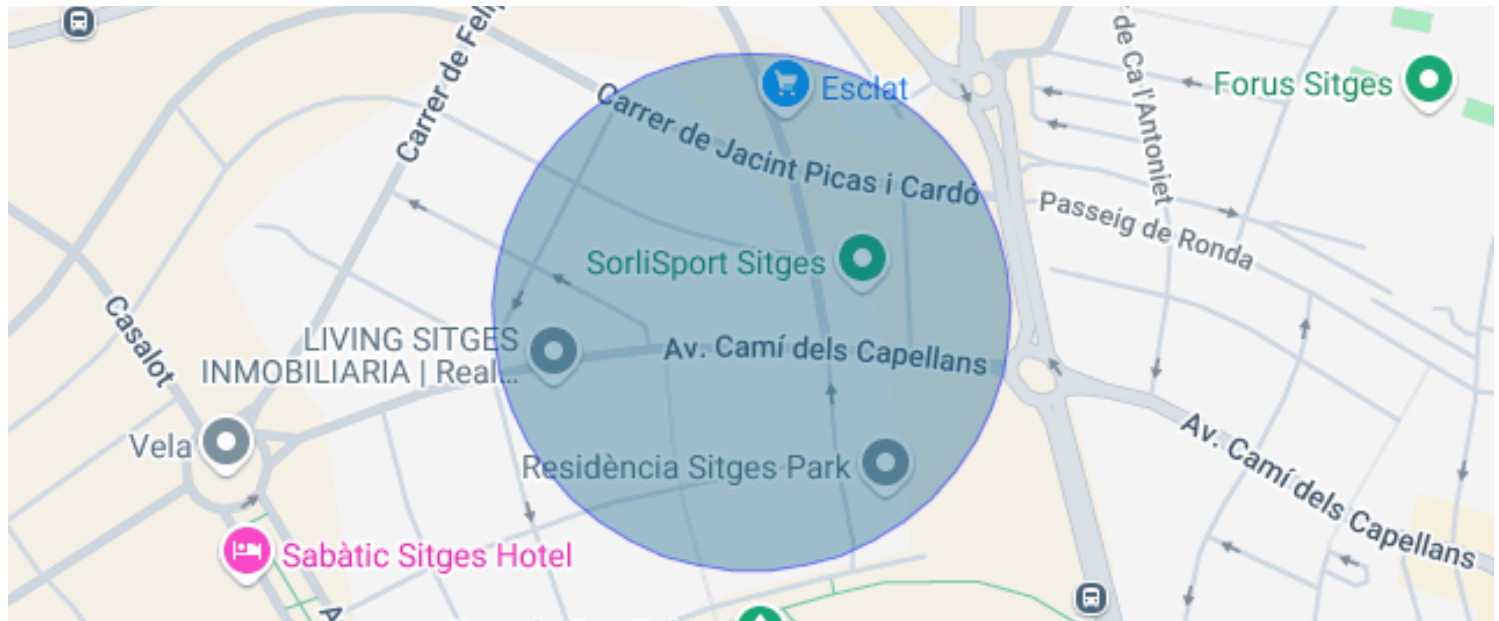 Carrer de Felip
Esclat
Carrer de Jacint Picas i Cardó
de Ca l'Antoniet
Forus Sitges
Passeig de Ronda
SorliSport Sitges
Casalot
LIVING SITGES
INMOBILIARIA | Real...
Av. Camí dels Capellans
Vela
Residència Sitges Park
Av. Camí dels Capellans
Sabàtic Sitges Hotel
A